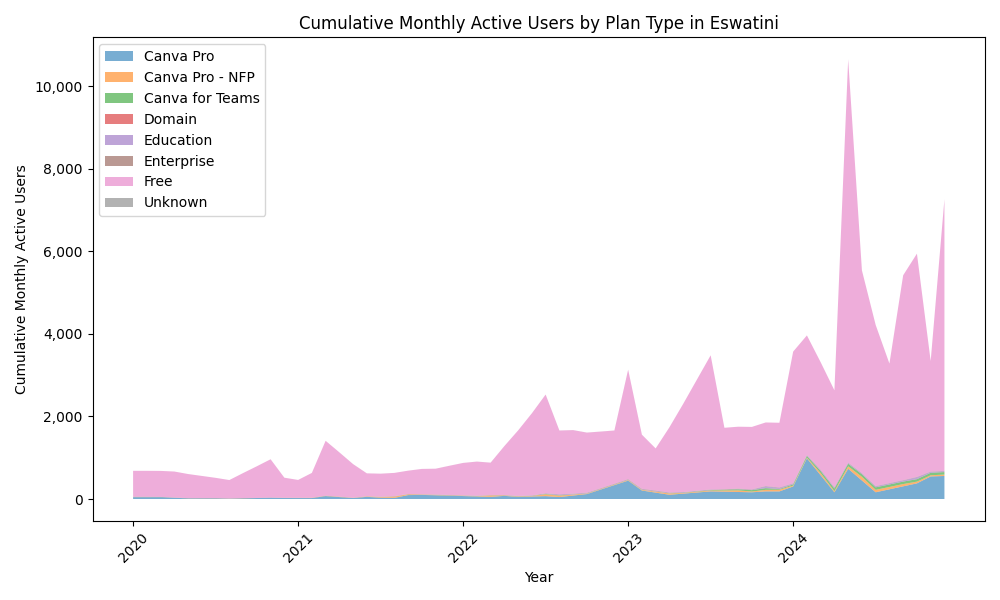 Cumulative Monthly Active Users by Plan Type in Eswatini
Canva Pro
Canva Pro - NFP
Canva for Teams
Domain
Education
Enterprise
Free
Unknown
10,000
8,000
6,000
4,000
2,000
0
Cumulative Monthly Active Users
2020
2021
2022
2023
2024
Year